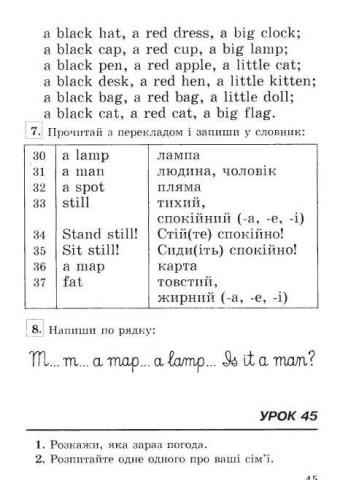 a black hat, a red dress, a big clock;
a black cap, a red cup, a big lamp;
a black pen, a red apple, a little cat;
a black desk, a red hen, a little kitten;
a black bag, a red bag, a little doll;
a black cat, a red cat, a big flag.
7. Прочитай з перекладом і запиши у словник:
30 a lamp лампа
31 a man людина, чоловік
32 a spot пляма
33 still тихий,
спокійний (-а, -е, -і)
34 Stand still! Стій(те) спокійно!
35 Sit still! Сиди(іть) спокійно!
36 a map карта
37 fat товстий,
жирний (-а, -е, -і)
8. Напиши по рядку:
M... m... a map... a lamp... Is it a man?
УРОК 45
1. Розкажи, яка зараз погода.
2. Розпитайте одне одного про ваші сім'ї.
45